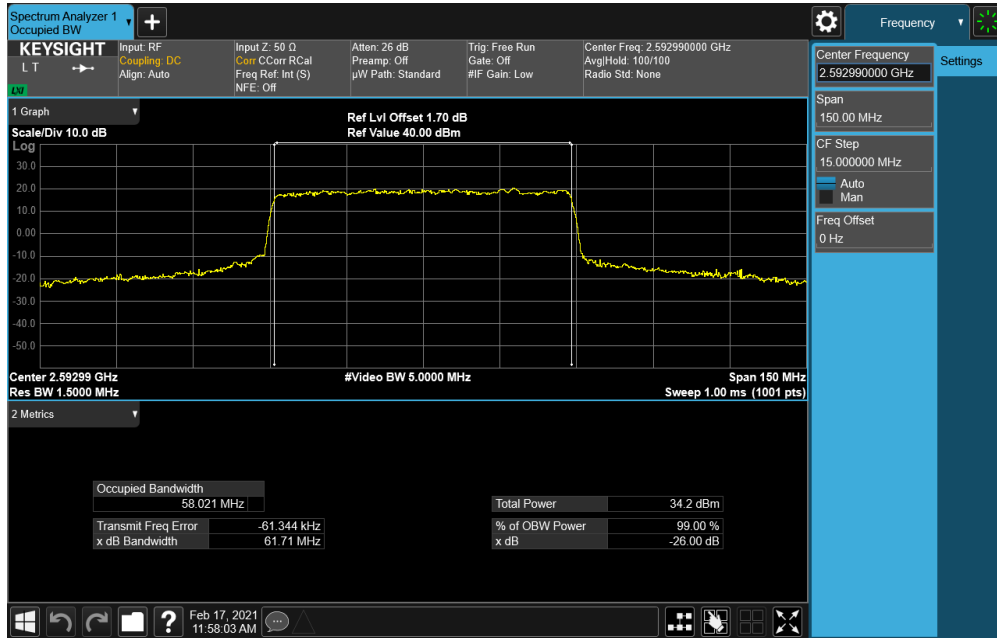 Spectrum Analyzer 1
Occupied BW
+
Frequency
KEYSIGHT
L T
LXI
Input: RF
Coupling: DC
Align: Auto
Input Z: 50 Ω
Corr CCorr RCal
Freq Ref: Int (S)
NFE: Off
Atten: 26 dB
Preamp: Off
µW Path: Standard
Trig: Free Run
Gate: Off
#IF Gain: Low
Center Freq: 2.592990000 GHz
Avg|Hold: 100/100
Radio Std: None
Center Frequency
2.592990000 GHz
Settings
Span
150.00 MHz
CF Step
15.000000 MHz
Auto
Man
Freq Offset
0 Hz
1 Graph
Scale/Div 10.0 dB
Ref Lvl Offset 1.70 dB
Ref Value 40.00 dBm
Log
30.0
20.0
10.0
0.00
-10.0
-20.0
-30.0
-40.0
-50.0
Center 2.59299 GHz
#Video BW 5.0000 MHz
Span 150 MHz
Res BW 1.5000 MHz
Sweep 1.00 ms (1001 pts)
2 Metrics
Occupied Bandwidth
58.021 MHz
Total Power 34.2 dBm
Transmit Freq Error -61.344 kHz
% of OBW Power 99.00 %
x dB Bandwidth 61.71 MHz
x dB -26.00 dB
?
Feb 17, 2021
11:58:03 AM